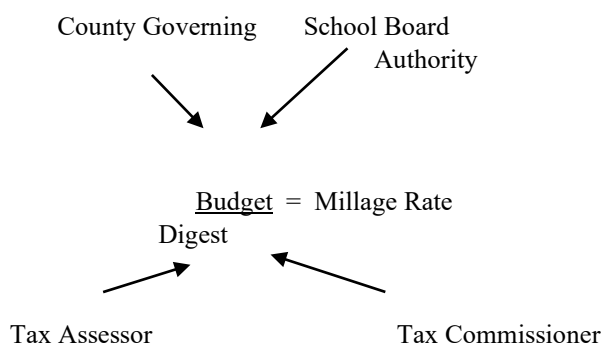 County Governing School Board
Authority
Budget = Millage Rate
Digest
Tax Assessor Tax Commissioner